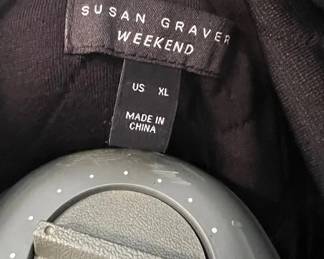 SUSAN GRAVER
WEEKEND
US XL
MADE IN
CHINA